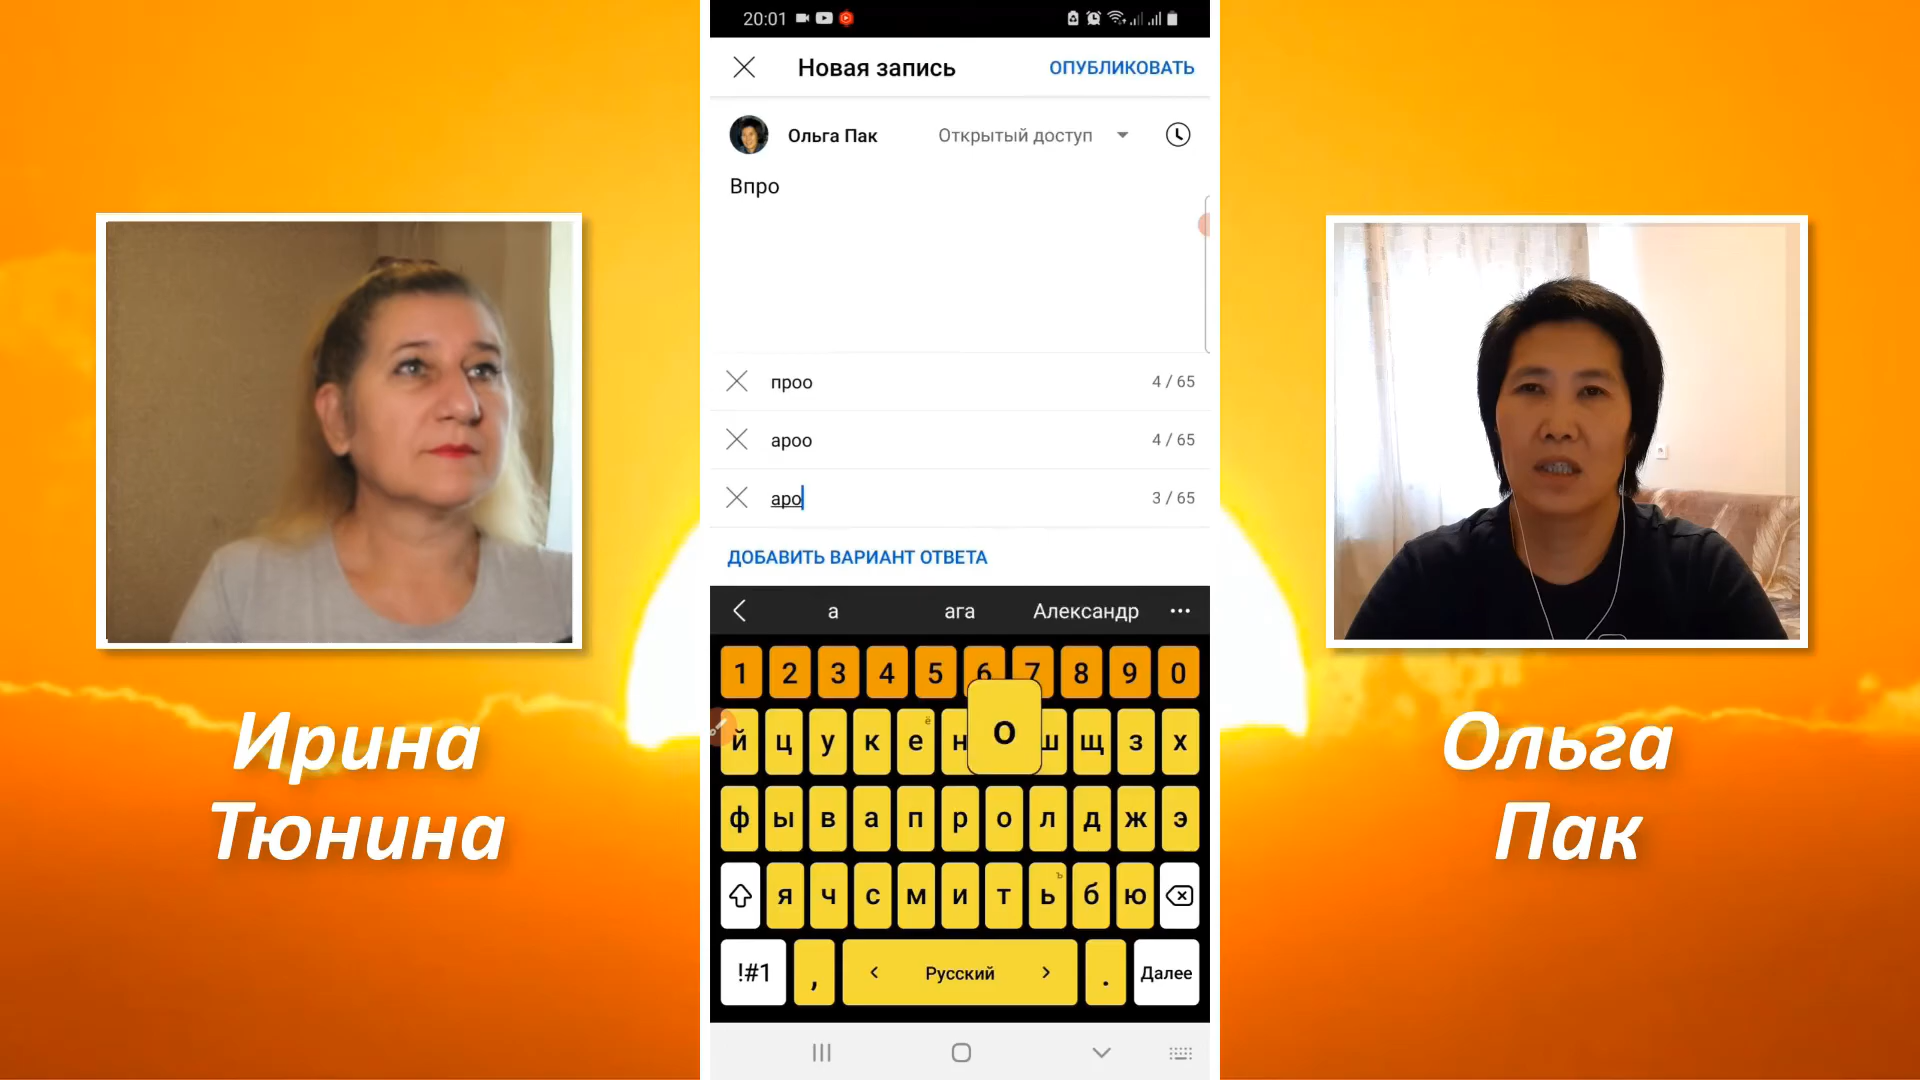 20:01
Новая запись
ОПУБЛИКОВАТЬ
Ольга Пак
Открытый доступ
Впро
проо
4 / 65
ароо
4 / 65
аро
3 / 65
ДОБАВИТЬ ВАРИАНТ ОТВЕТА
а
ага
Александр
1 2 3 4 5 6 7 8 9 0
й ц у к е ё н о ш щ з х
ф ы в а п р о л д ж э
я ч с м и т ь ъ б ю
!#1 , < Русский > . Далее
Ирина
Тюнина
Ольга
Пак